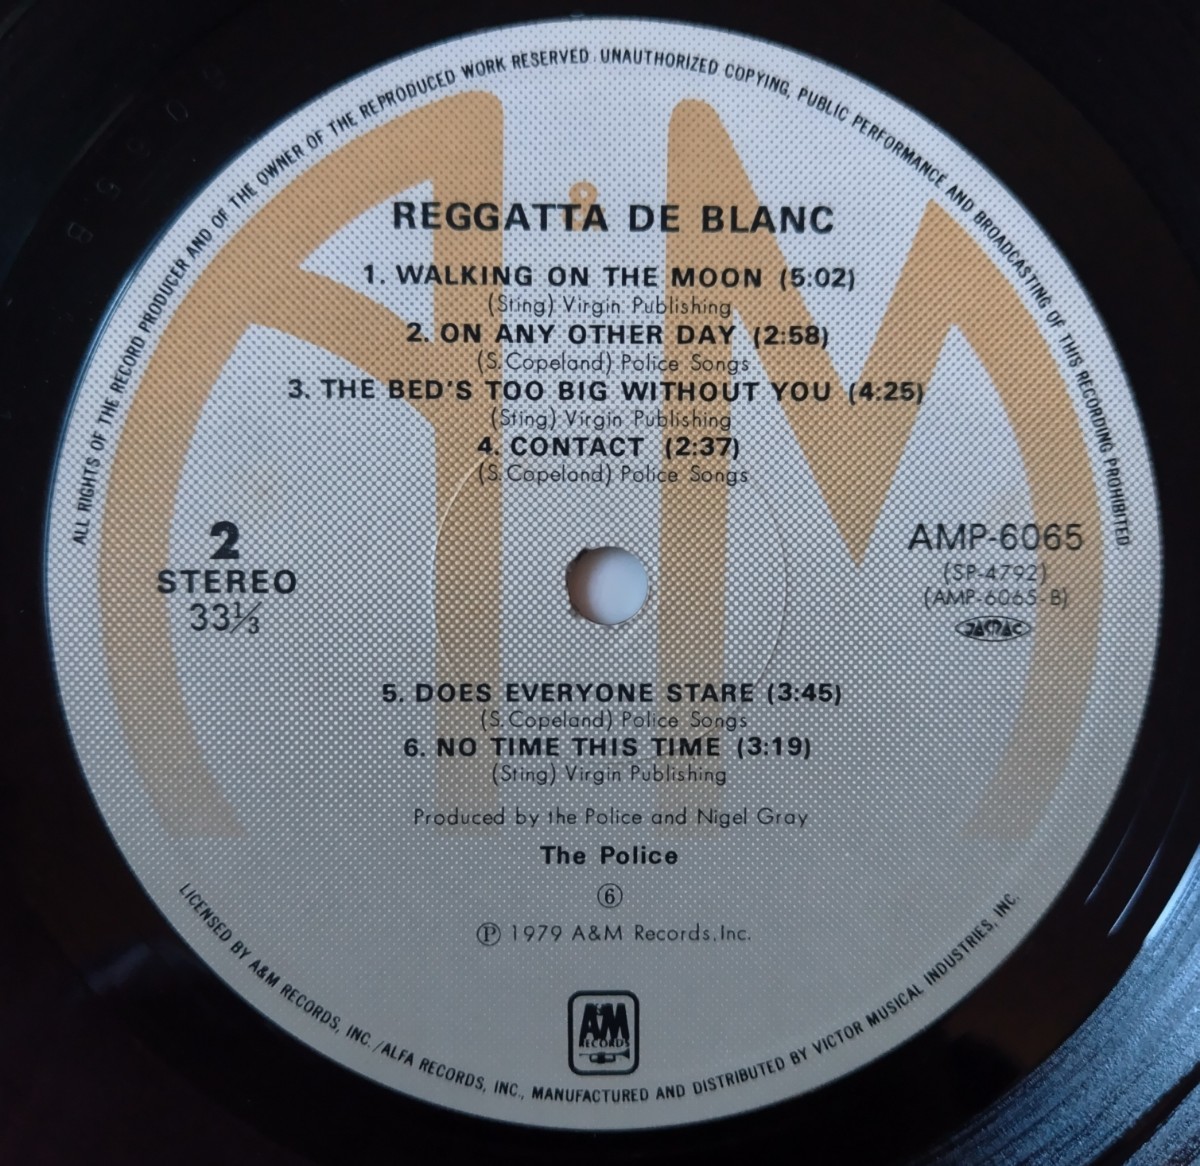 ALL RIGHTS OF THE RECORD PRODUCER AND OF THE OWNER OF THE REPRODUCED WORK RESERVED. UNAUTHORIZED COPYING, PUBLIC PERFORMANCE AND BROADCASTING OF THIS RECORDING PROHIBITED.
A&M
REGGATTA DE BLANC
1. WALKING ON THE MOON (5:02)
(Sting) Virgin Publishing
2. ON ANY OTHER DAY (2:58)
(S. Copeland) Police Songs
3. THE BED'S TOO BIG WITHOUT YOU (4:25)
(Sting) Virgin Publishing
4. CONTACT (2:37)
(S. Copeland) Police Songs
2
STEREO
33⅓
AMP-6065
(SP-4792)
(AMP-6065-B)
JASRAC
5. DOES EVERYONE STARE (3:45)
(S. Copeland) Police Songs
6. NO TIME THIS TIME (3:19)
(Sting) Virgin Publishing
Produced by the Police and Nigel Gray
The Police
⑥
Ⓟ 1979 A&M Records, Inc.
A&M
RECORDS
LICENSED BY A&M RECORDS, INC./ALFA RECORDS, INC., MANUFACTURED AND DISTRIBUTED BY VICTOR MUSICAL INDUSTRIES, INC.